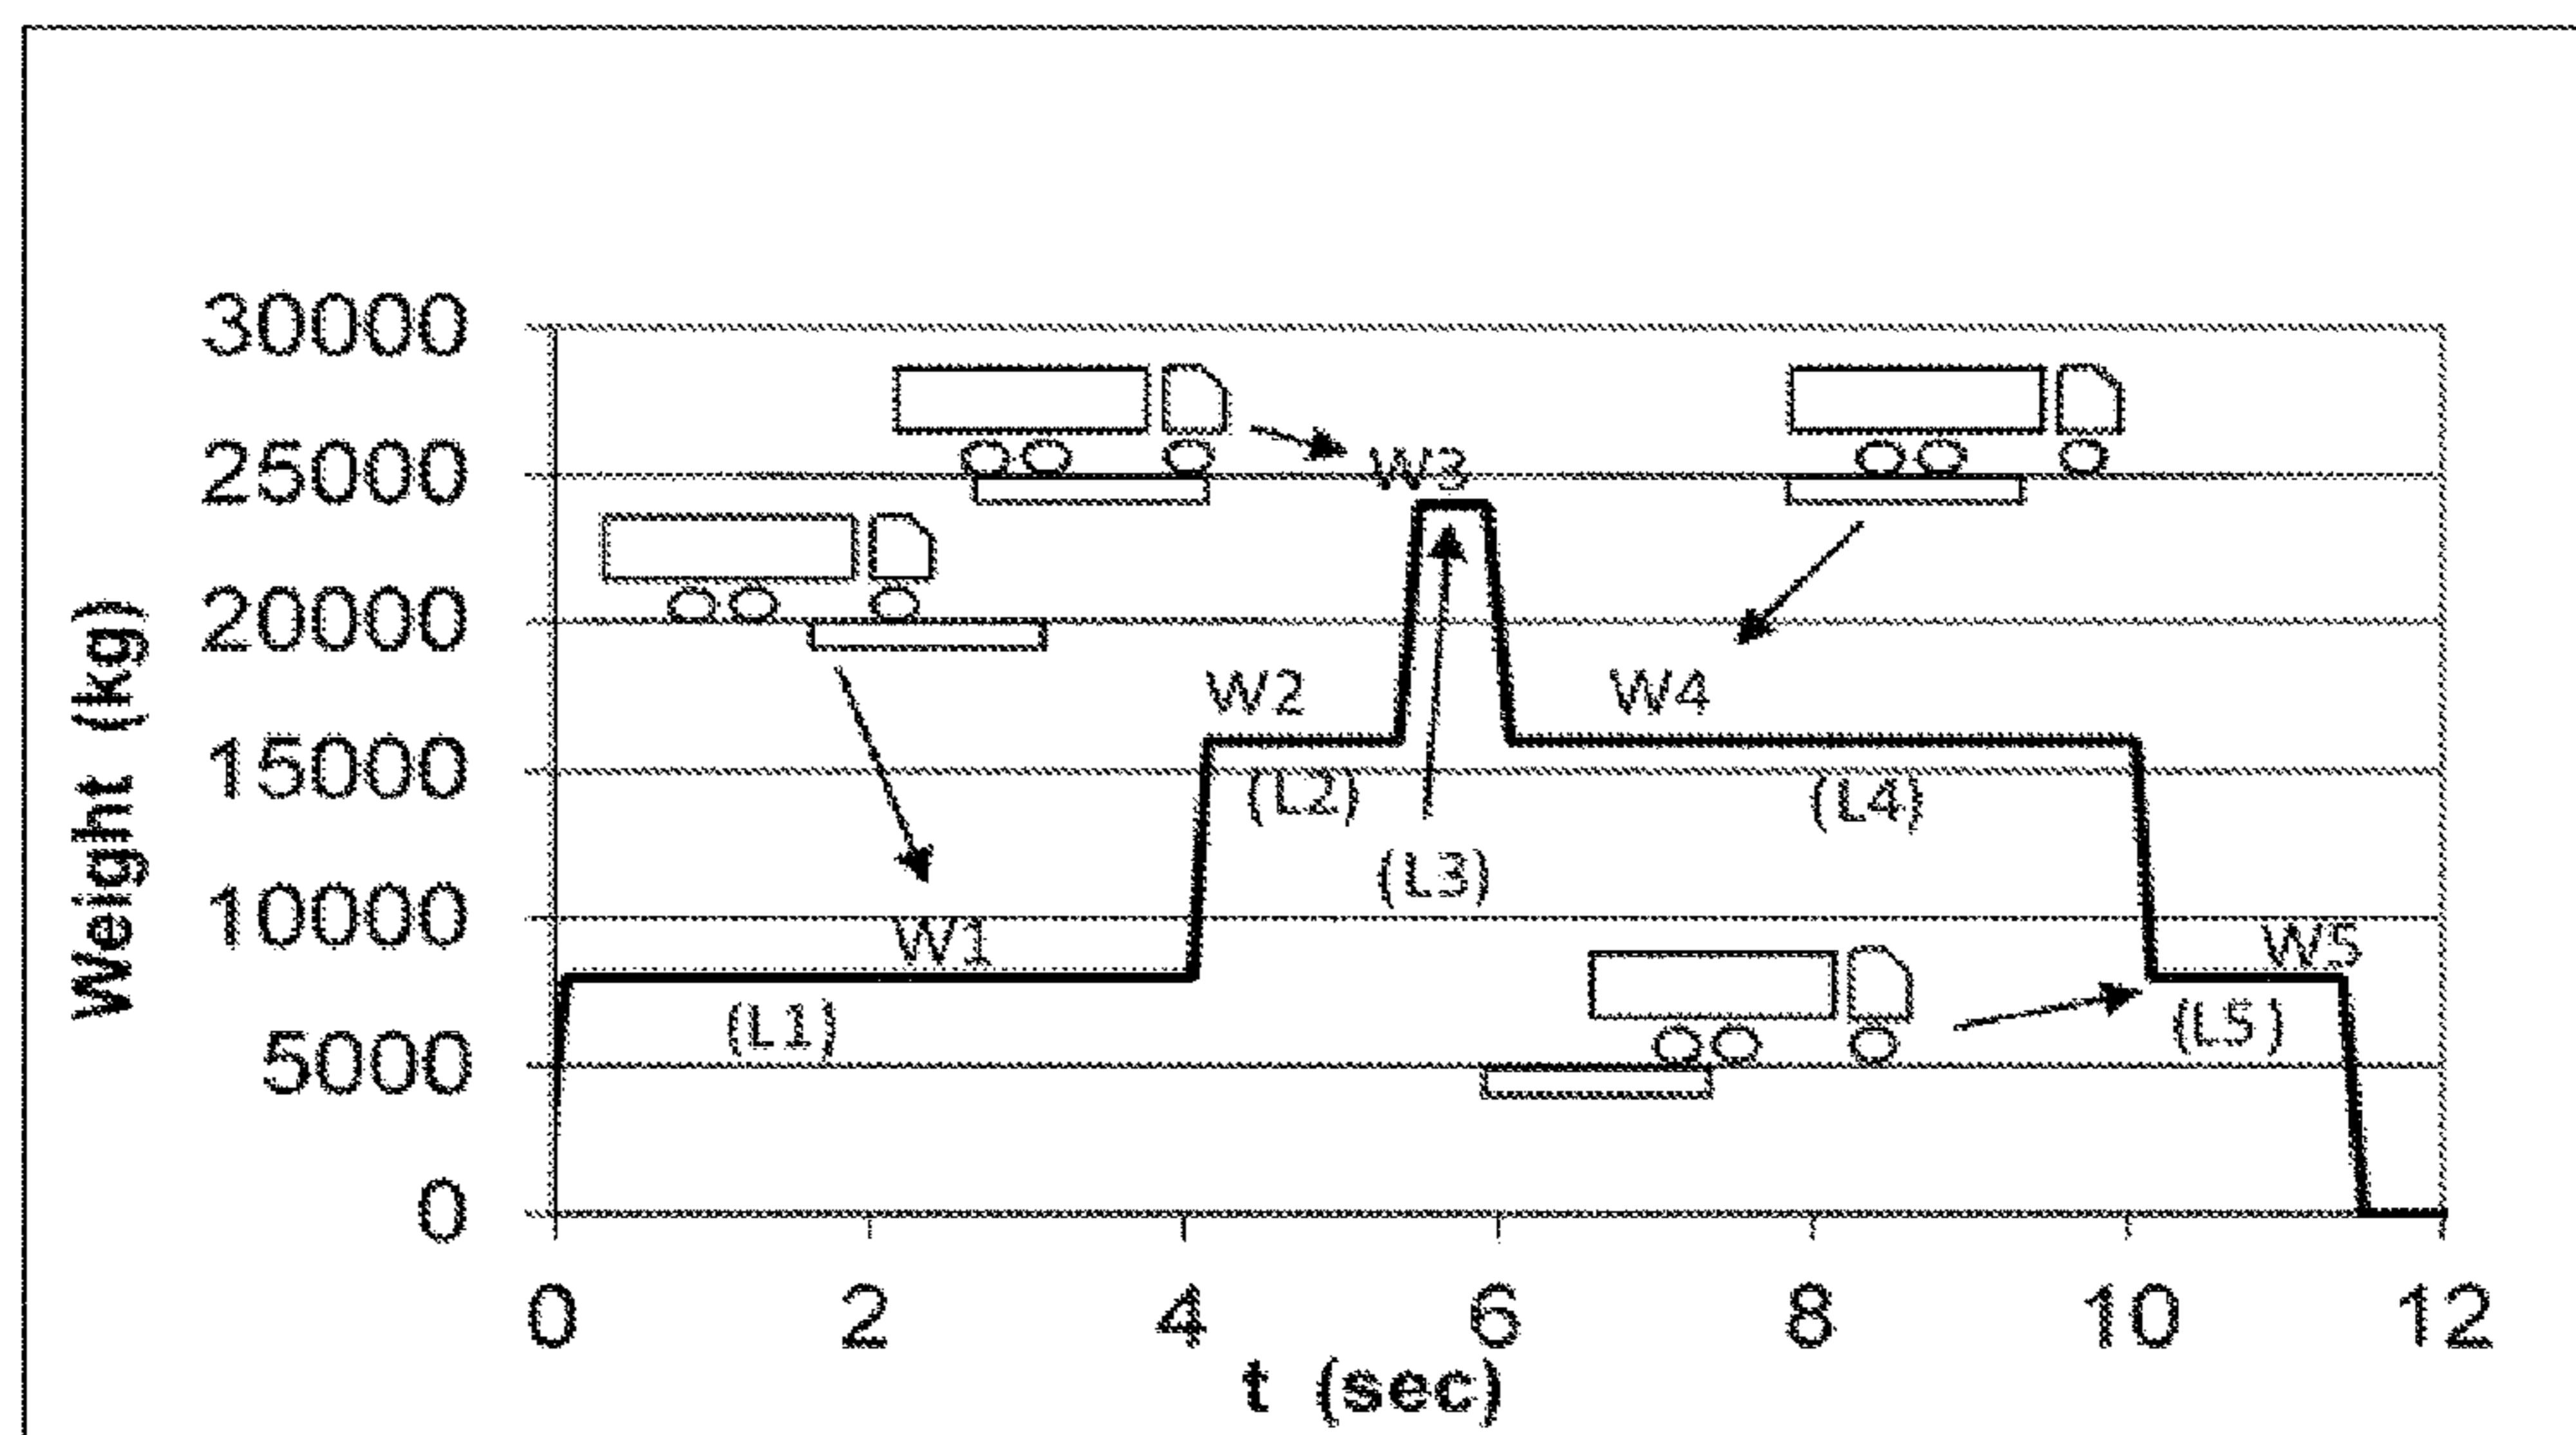 30000
25000
20000
15000
10000
5000
0
Weight (kg)
W3
W2
W4
(L2)
(L4)
(L3)
W1
W5
(L1)
(L5)
0 2 4 6 8 10 12
t (sec)